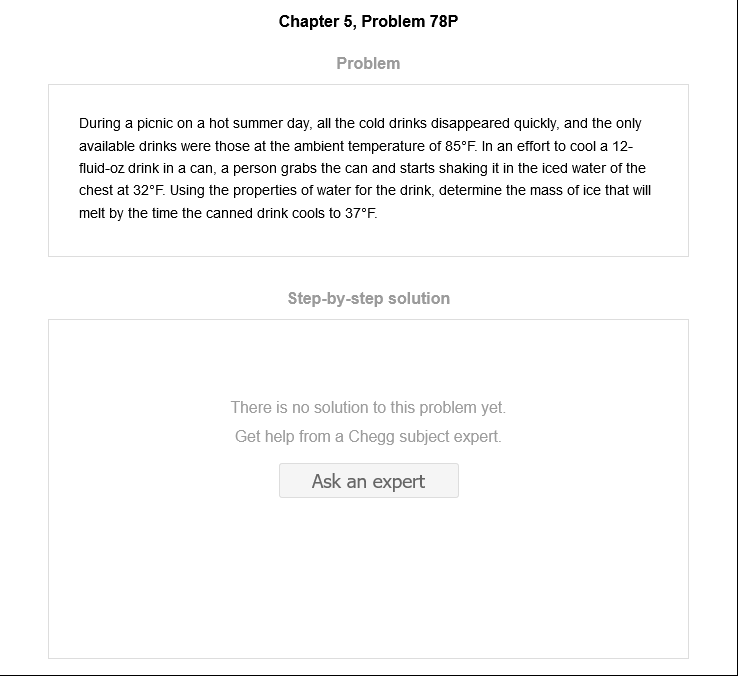 Chapter 5, Problem 78P
Problem
During a picnic on a hot summer day, all the cold drinks disappeared quickly, and the only
available drinks were those at the ambient temperature of 85°F. In an effort to cool a 12-
fluid-oz drink in a can, a person grabs the can and starts shaking it in the iced water of the
chest at 32°F. Using the properties of water for the drink, determine the mass of ice that will
melt by the time the canned drink cools to 37°F.
Step-by-step solution
There is no solution to this problem yet.
Get help from a Chegg subject expert.
Ask an expert